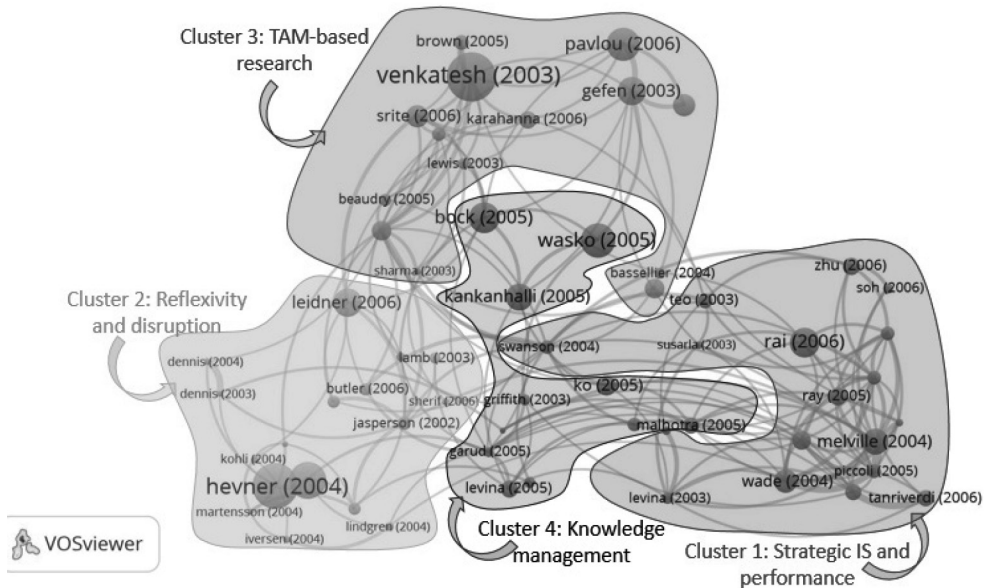 Cluster 3: TAM-based
research
brown (2005)
pavlou (2006)
venkatesh (2003)
gefen (2003)
srite (2006)
karahanna (2006)
lewis (2003)
beaudry (2005)
bock (2005)
wasko (2005)
sharma (2003)
bassellier (2004)
zhu (2006)
soh (2006)
Cluster 2: Reflexivity
and disruption
leidner (2006)
kankanhalli (2005)
teo (2003)
swanson (2004)
susarla (2003)
rai (2006)
dennis (2004)
lamb (2003)
dennis (2003)
butler (2006)
sherif (2006)
griffith (2003)
ko (2005)
ray (2005)
jasperson (2002)
malhotra (2005)
melville (2004)
kohli (2004)
garud (2005)
piccoli (2005)
hevner (2004)
levina (2005)
wade (2004)
levina (2003)
tanriverdi (2006)
martensson (2004)
lindgren (2004)
iversen (2004)
VOSviewer
Cluster 4: Knowledge
management
Cluster 1: Strategic IS and
performance